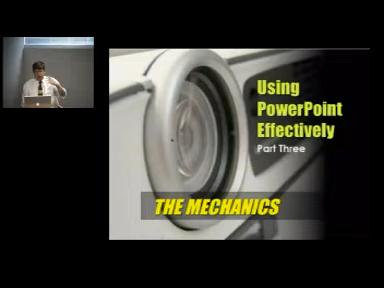 Using
PowerPoint
Effectively
Part Three
THE MECHANICS